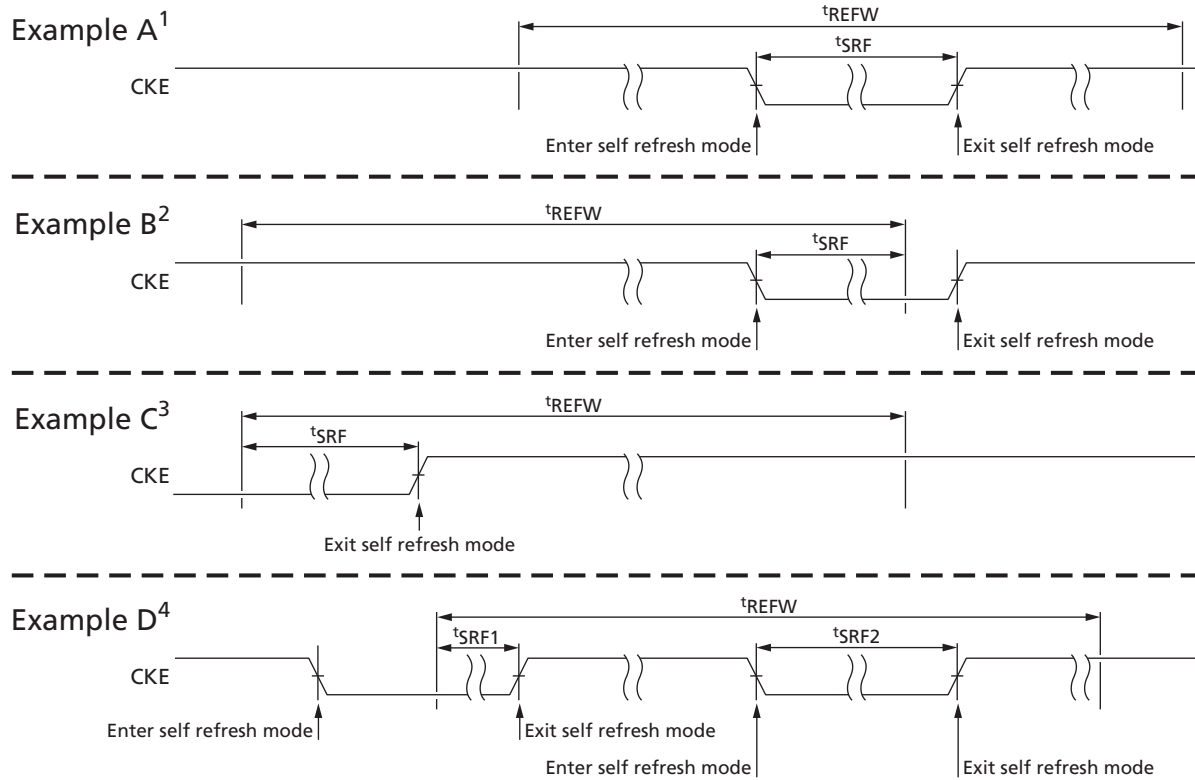 Example A¹
ᵗREFW
ᵗSRF
CKE
Enter self refresh mode
Exit self refresh mode
Example B²
ᵗREFW
ᵗSRF
CKE
Enter self refresh mode
Exit self refresh mode
Example C³
ᵗREFW
ᵗSRF
CKE
Exit self refresh mode
Example D⁴
ᵗREFW
ᵗSRF1
ᵗSRF2
CKE
Enter self refresh mode
Exit self refresh mode
Enter self refresh mode
Exit self refresh mode